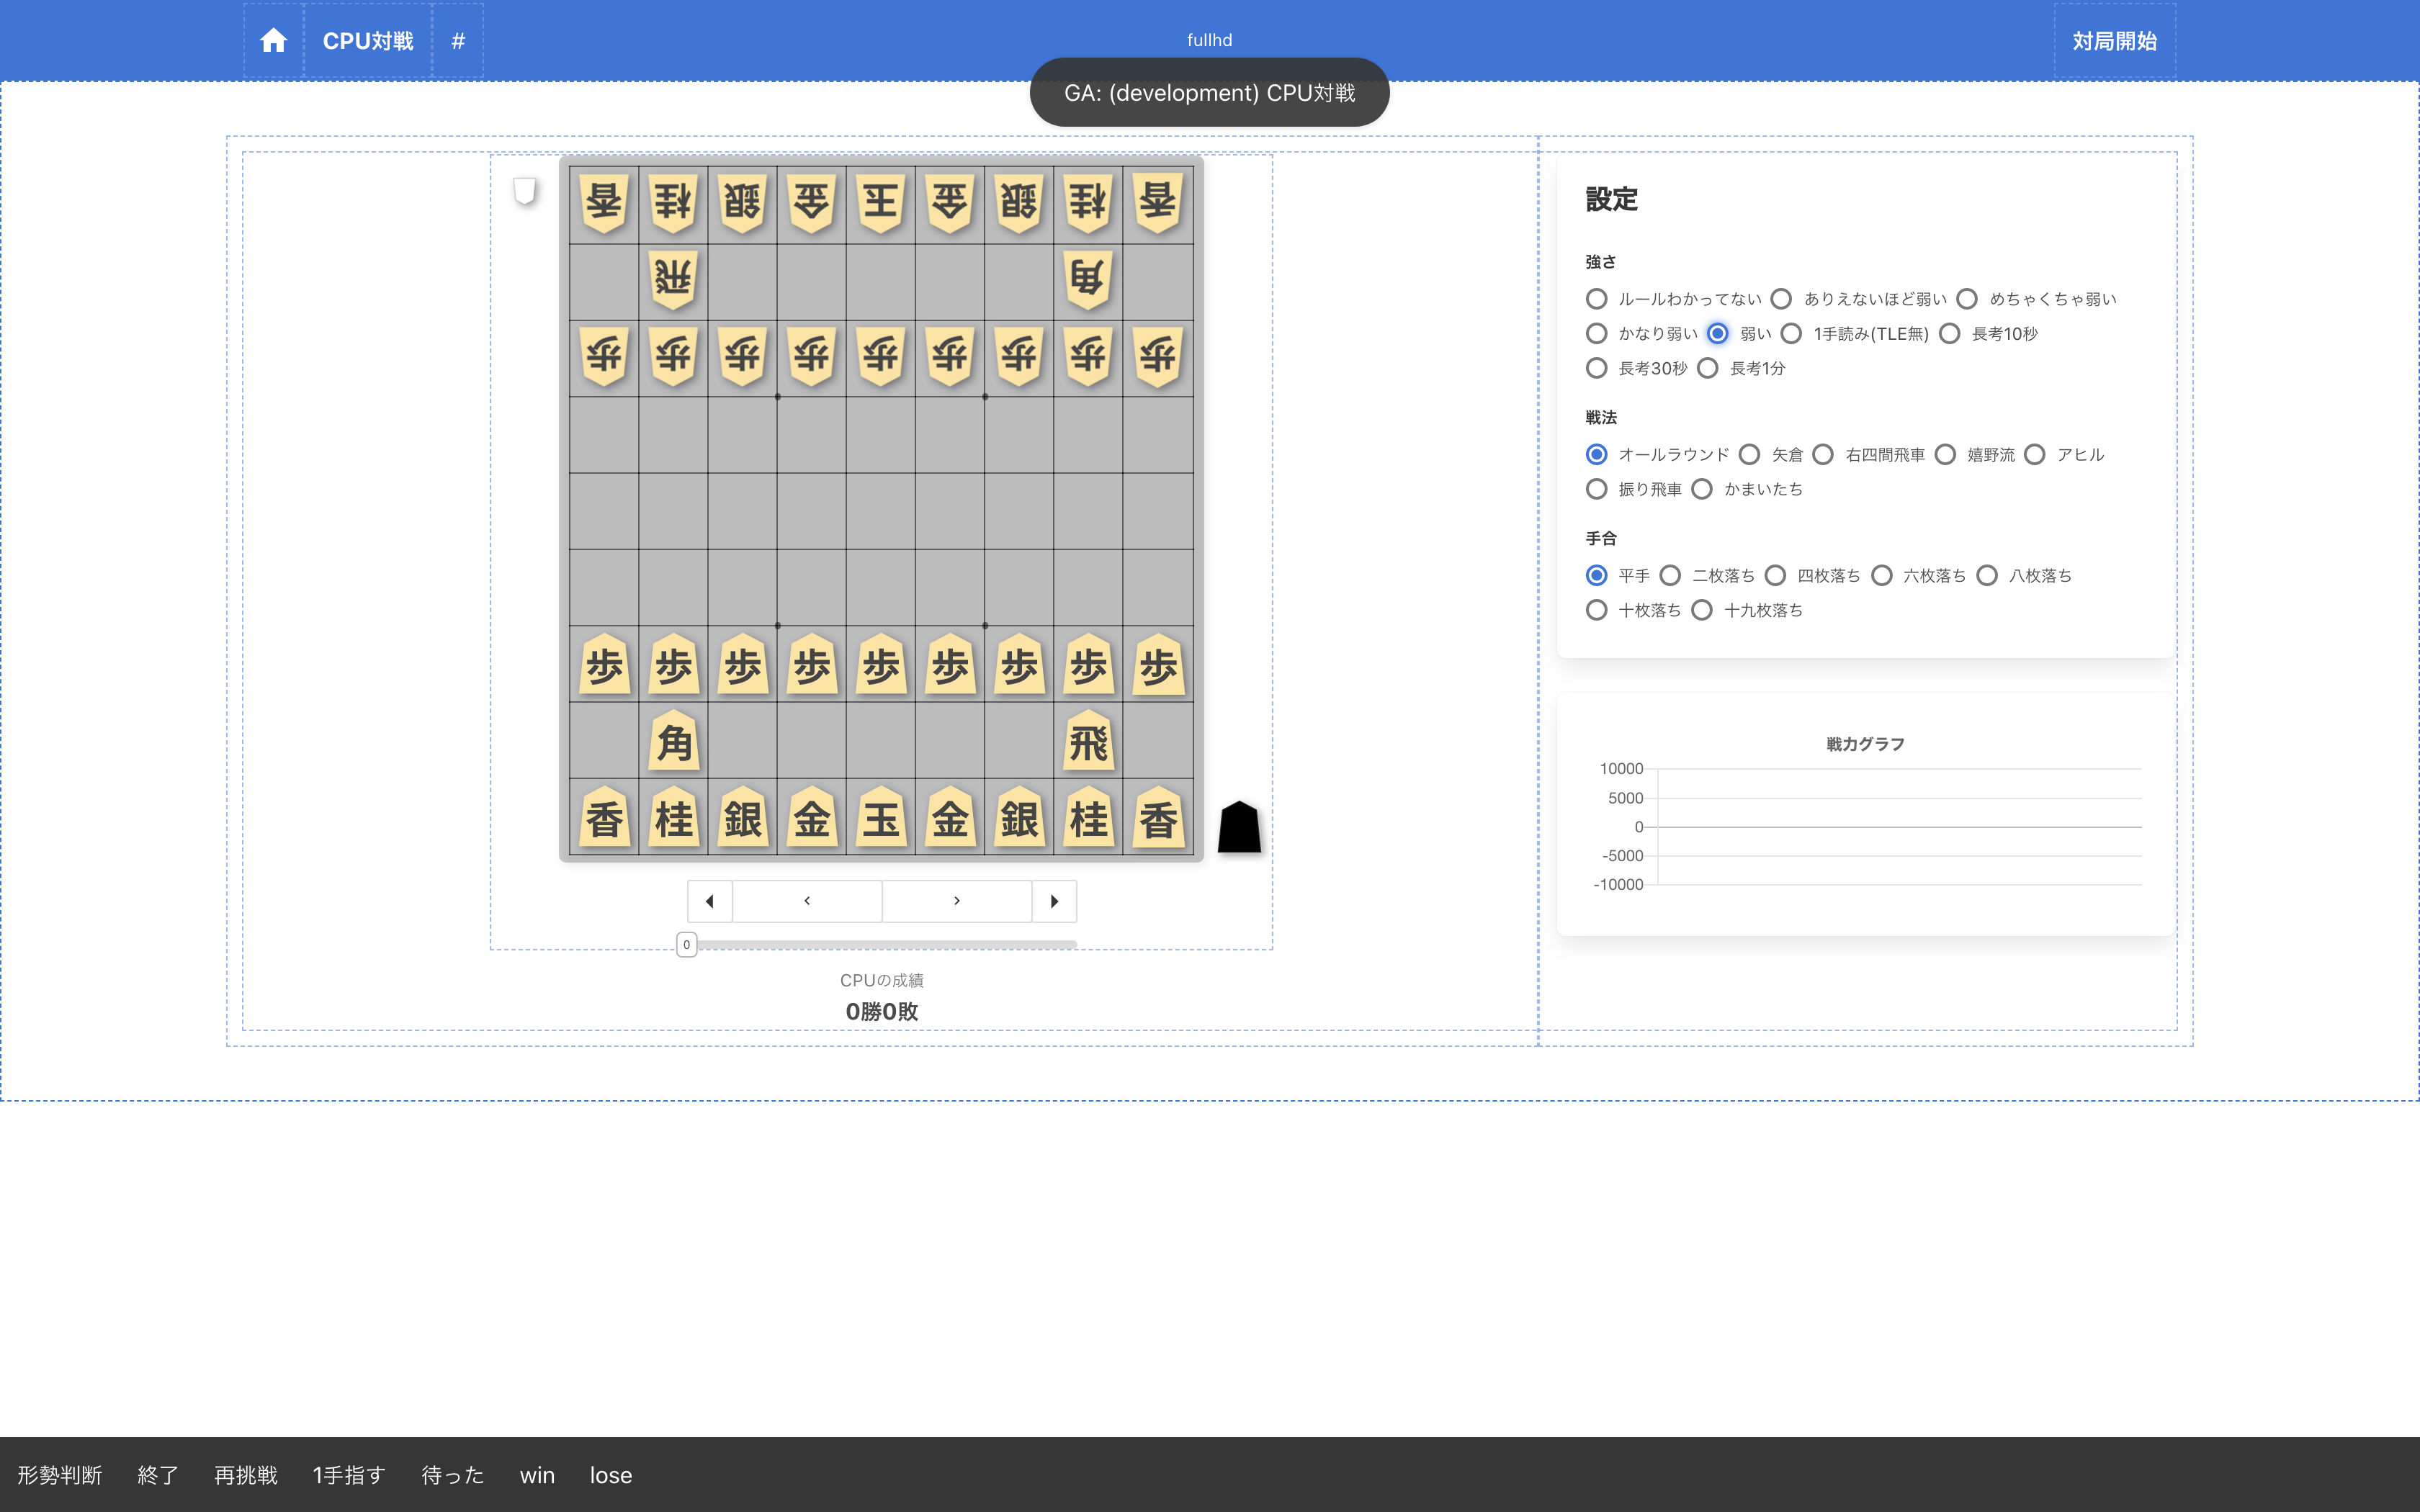 CPU対戦 # fullhd 対局開始
GA: (development) CPU対戦
香 桂 銀 金 玉 金 銀 桂 香
飛 角
歩 歩 歩 歩 歩 歩 歩 歩 歩
歩 歩 歩 歩 歩 歩 歩 歩 歩
角 飛
香 桂 銀 金 玉 金 銀 桂 香
0
CPUの成績
0勝0敗
設定
強さ
ルールわかってない ありえないほど弱い めちゃくちゃ弱い
かなり弱い 弱い 1手読み(TLE無) 長考10秒
長考30秒 長考1分
戦法
オールラウンド 矢倉 右四間飛車 嬉野流 アヒル
振り飛車 かまいたち
手合
平手 二枚落ち 四枚落ち 六枚落ち 八枚落ち
十枚落ち 十九枚落ち
戦力グラフ
10000
5000
0
-5000
-10000
形勢判断 終了 再挑戦 1手指す 待った win lose